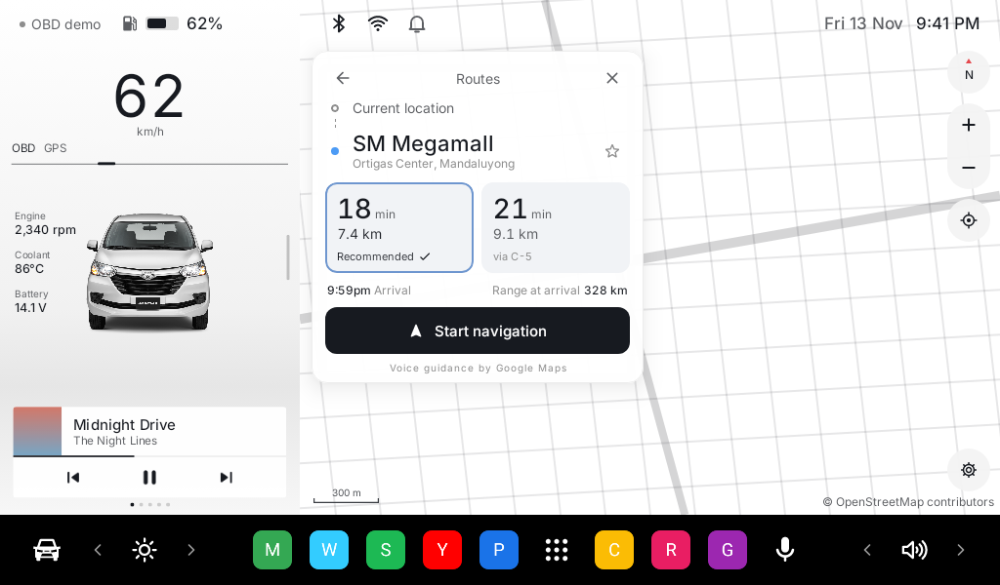 OBD demo
62%
Fri 13 Nov 9:41 PM
62
km/h
OBD GPS
Engine
2,340 rpm
Coolant
86°C
Battery
14.1 V
Midnight Drive
The Night Lines
Routes
Current location
SM Megamall
Ortigas Center, Mandaluyong
18 min
7.4 km
Recommended
21 min
9.1 km
via C-5
9:59pm Arrival
Range at arrival 328 km
Start navigation
Voice guidance by Google Maps
N
300 m
© OpenStreetMap contributors
M W S Y P C R G